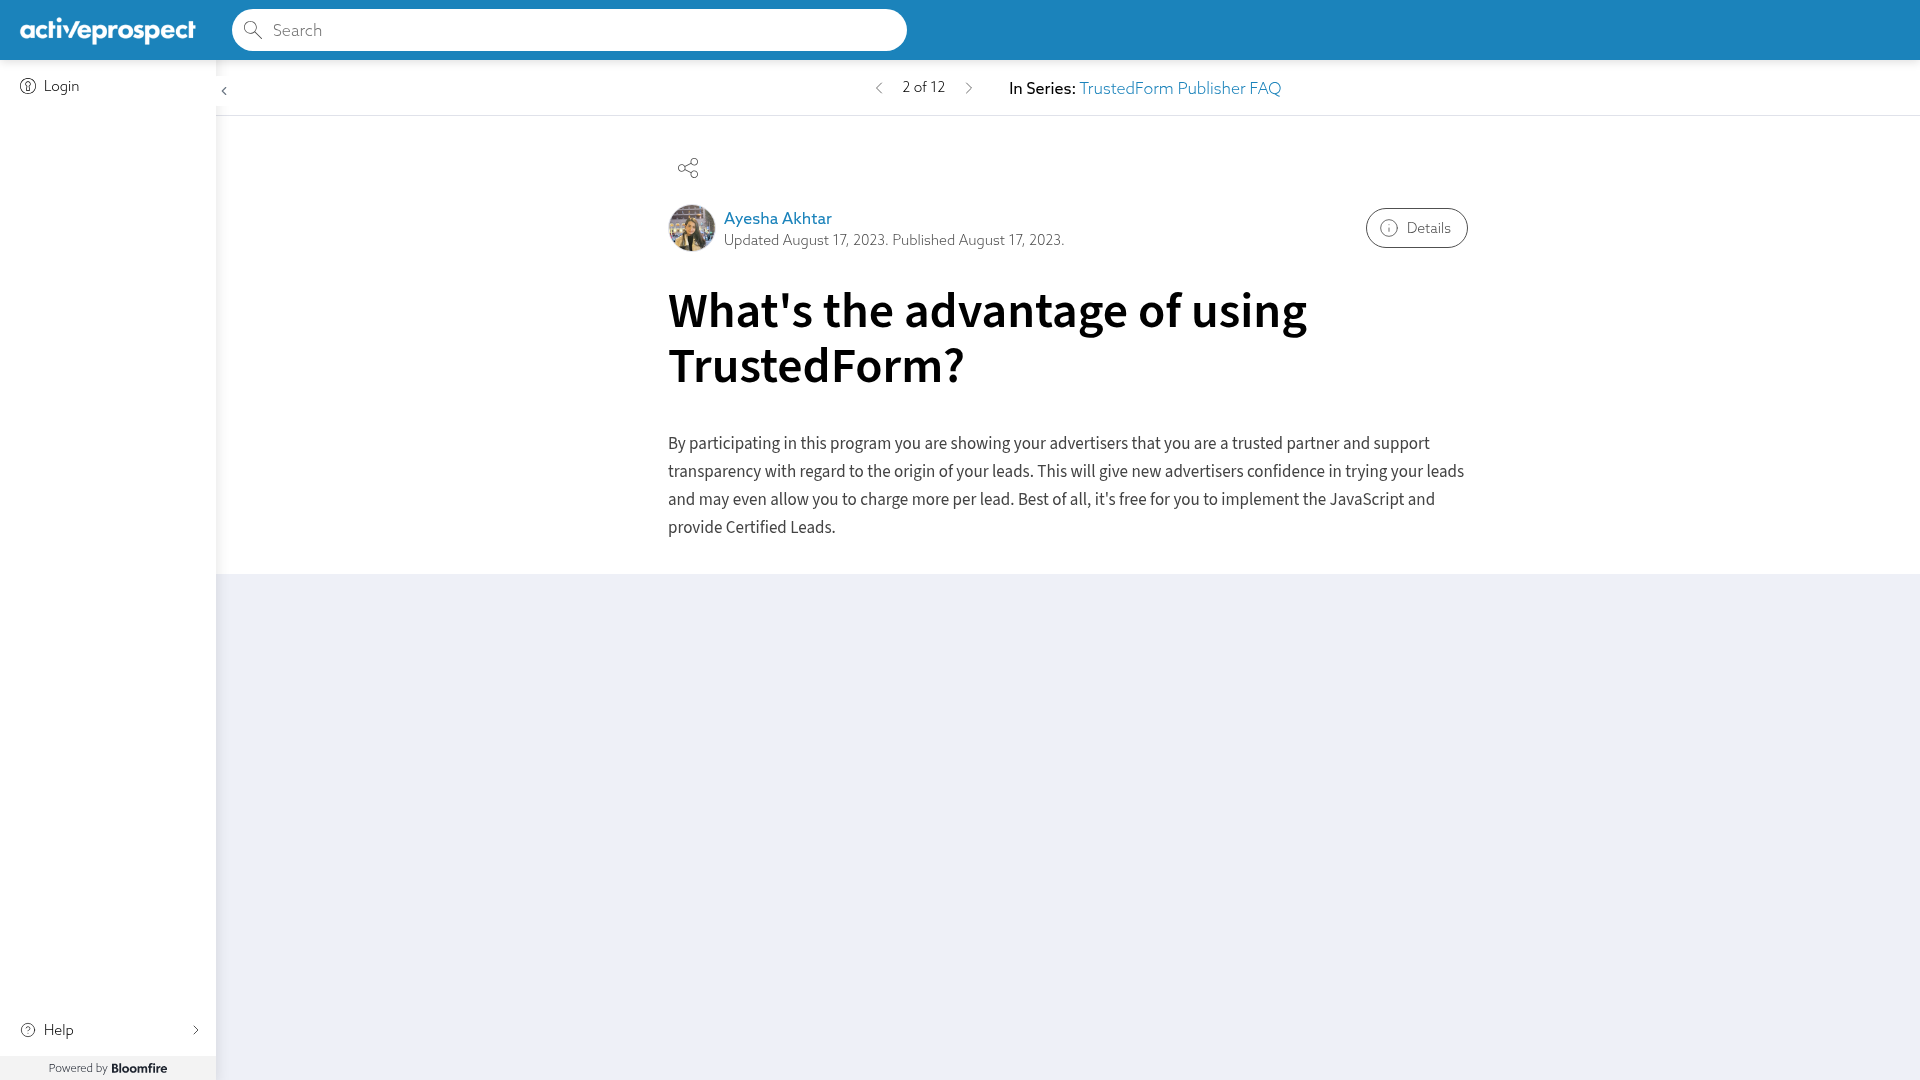 activeprospect
Search
Login
2 of 12
In Series: TrustedForm Publisher FAQ
Ayesha Akhtar
Updated August 17, 2023. Published August 17, 2023.
Details
What's the advantage of using
TrustedForm?
By participating in this program you are showing your advertisers that you are a trusted partner and support
transparency with regard to the origin of your leads. This will give new advertisers confidence in trying your leads
and may even allow you to charge more per lead. Best of all, it's free for you to implement the JavaScript and
provide Certified Leads.
Help
Powered by Bloomfire